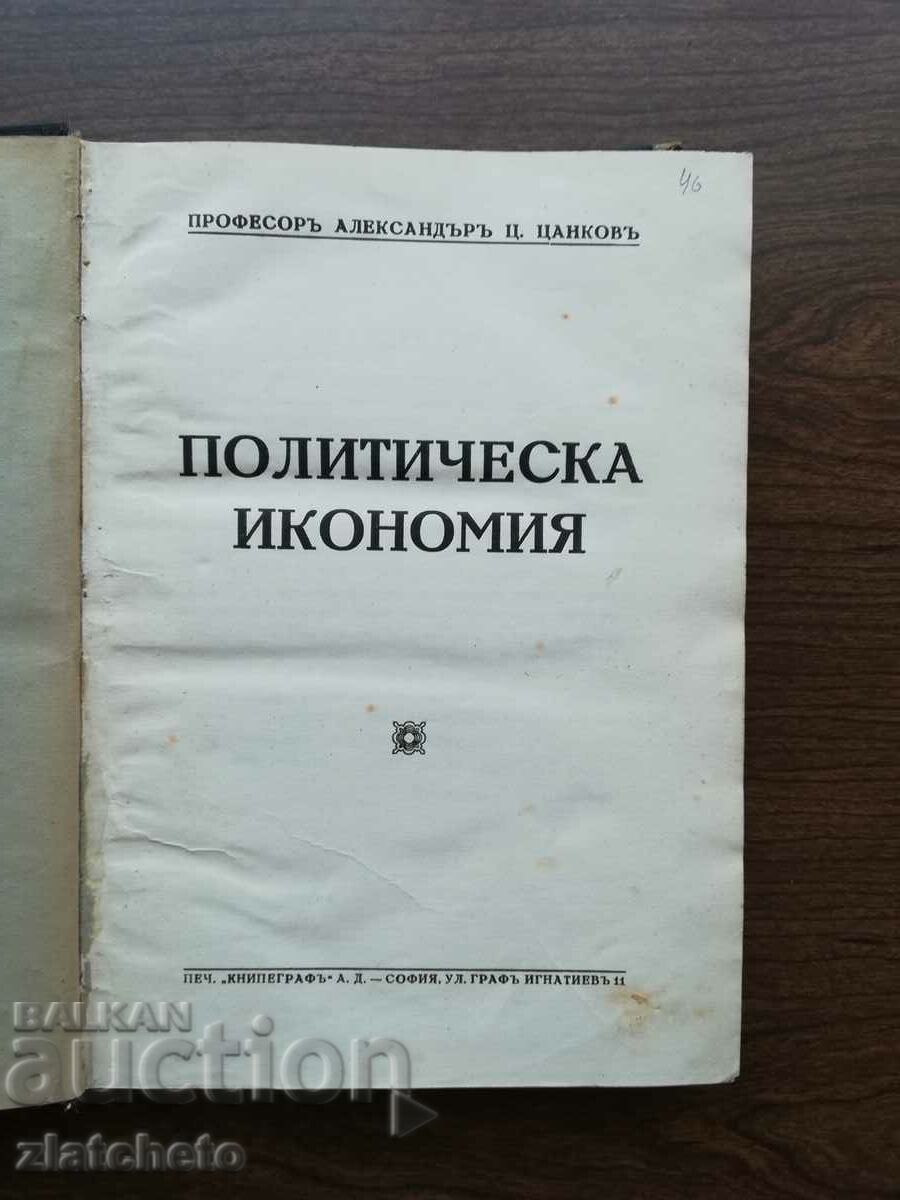 46
ПРОФЕСОРЪ АЛЕКСАНДЪРЪ Ц. ЦАНКОВЪ
ПОЛИТИЧЕСКА
ИКОНОМИЯ
ПЕЧ. „КНИПЕГРАФЪ“ А. Д. — СОФИЯ, УЛ. ГРАФЪ ИГНАТИЕВЪ 11
BALKAN
auction
zlatcheto